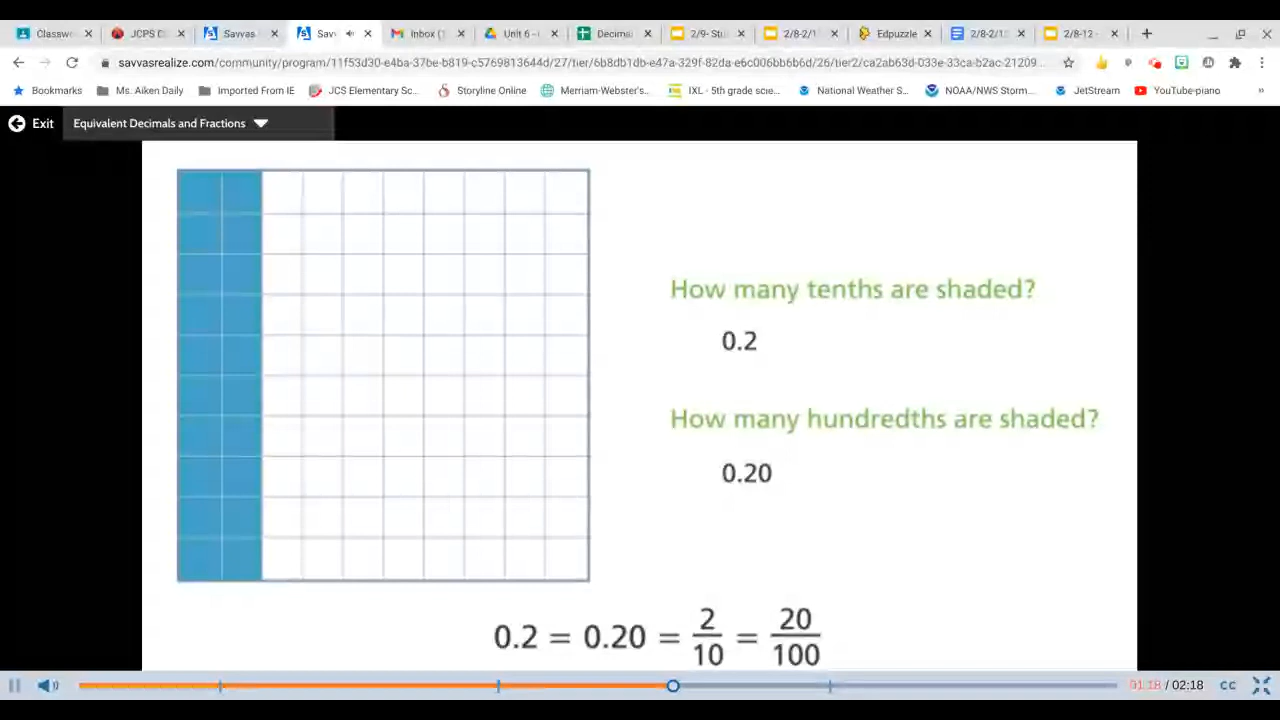 Classw
JCPS C
Savvas
Savv
Inbox (
Unit 6 -
Decima
2/9- Stu
2/8-2/1
Edpuzzle
2/8-2/1
2/8-12 -
savvasrealize.com/community/program/11f53d30-e4ba-37be-b819-c5769813644d/27/tier/6b8db1db-e47a-329f-82da-e6c006bb6b6d/26/tier2/ca2ab63d-033e-33ca-b2ac-21209...
Bookmarks Ms. Aiken Daily Imported From IE JCS Elementary Sc... Storyline Online Merriam-Webster's... IXL - 5th grade scie... National Weather S... NOAA/NWS Storm... JetStream YouTube-piano »
Exit Equivalent Decimals and Fractions
How many tenths are shaded?
0.2
How many hundredths are shaded?
0.20
0.2 = 0.20 = 2/10 = 20/100
01:18 / 02:18 CC